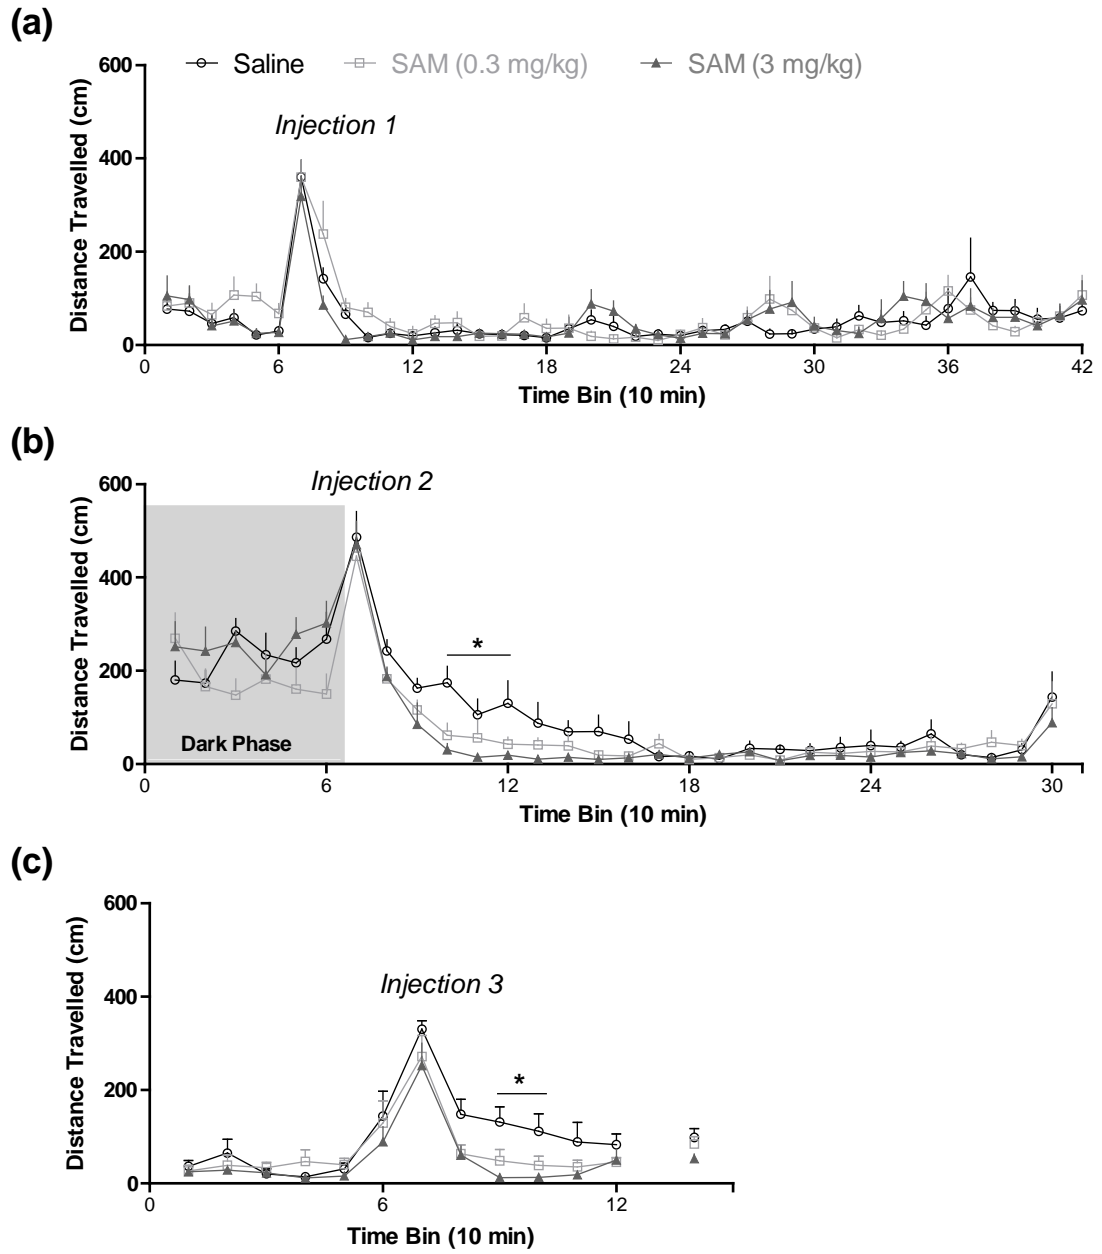 (a)
Saline SAM (0.3 mg/kg) SAM (3 mg/kg)
Injection 1
Distance Travelled (cm)
600
400
200
0
0 6 12 18 24 30 36 42
Time Bin (10 min)
(b)
Injection 2
Distance Travelled (cm)
600
400
200
0
*
Dark Phase
0 6 12 18 24 30
Time Bin (10 min)
(c)
Injection 3
Distance Travelled (cm)
600
400
200
0
*
0 6 12
Time Bin (10 min)